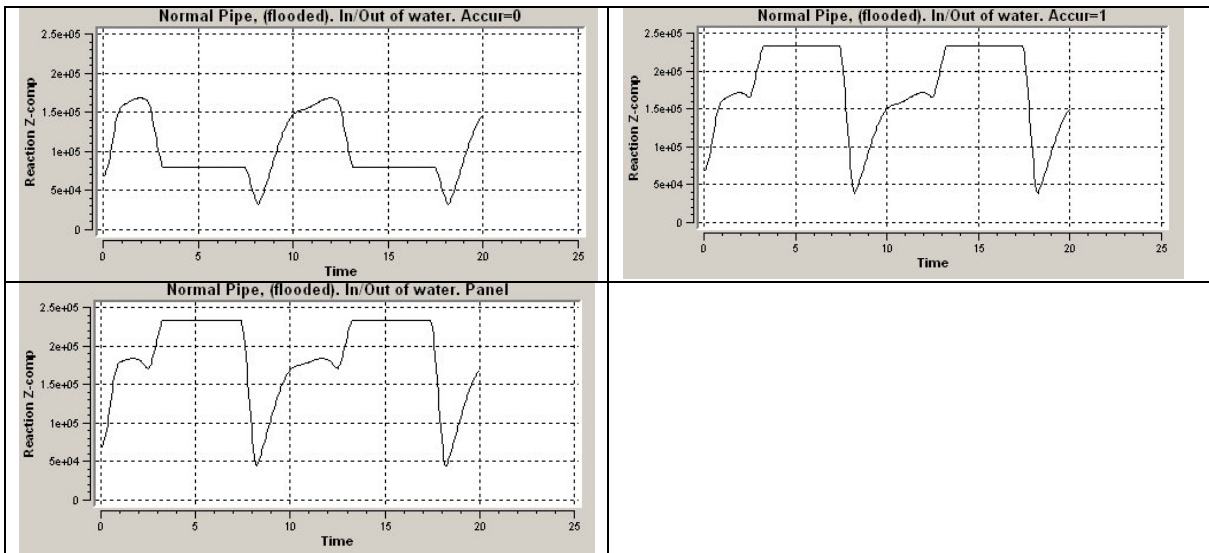 Normal Pipe, (flooded). In/Out of water. Accur=0
Reaction Z-comp
2.5e+05
2e+05
1.5e+05
1e+05
5e+04
0
0 5 10 15 20 25
Time
Normal Pipe, (flooded). In/Out of water. Accur=1
Reaction Z-comp
2.5e+05
2e+05
1.5e+05
1e+05
5e+04
0
0 5 10 15 20 25
Time
Normal Pipe, (flooded). In/Out of water. Panel
Reaction Z-comp
2.5e+05
2e+05
1.5e+05
1e+05
5e+04
0
0 5 10 15 20 25
Time